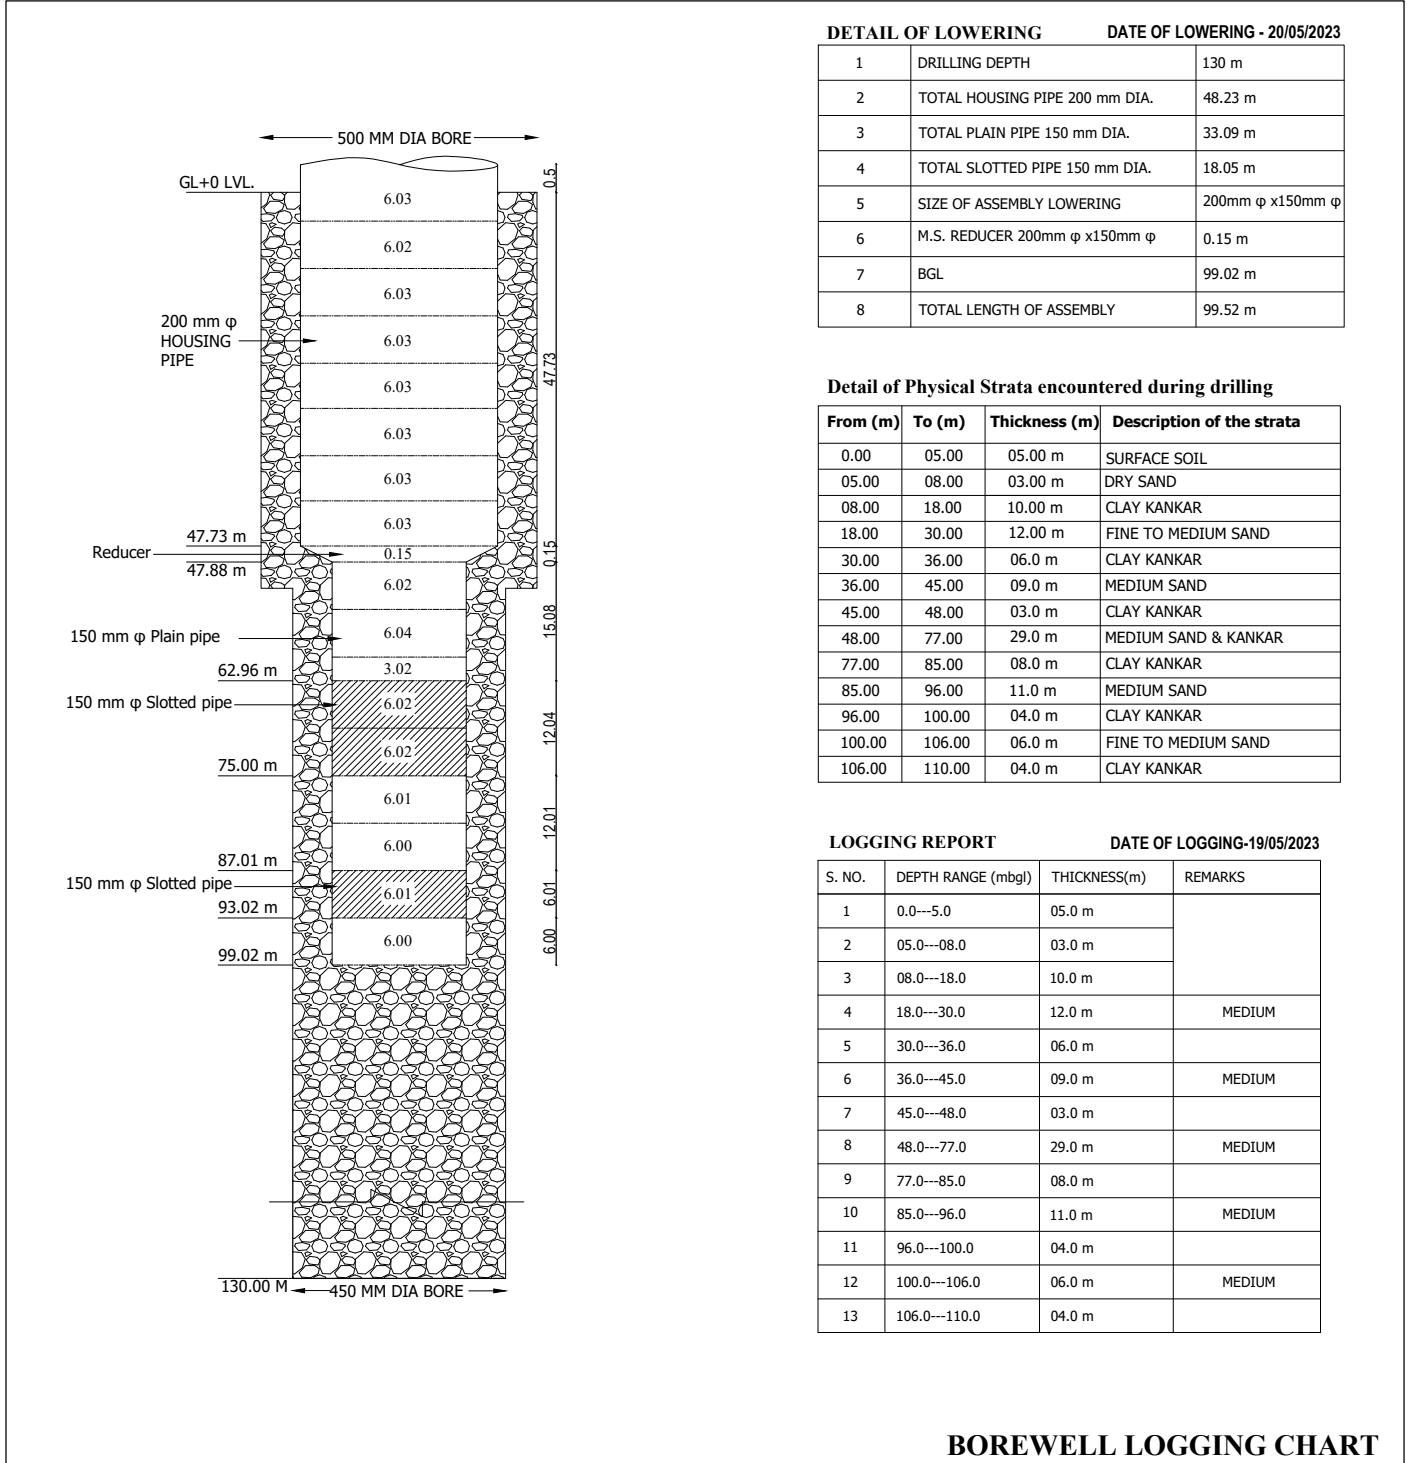 DETAIL OF LOWERING DATE OF LOWERING - 20/05/2023
1 DRILLING DEPTH 130 m
2 TOTAL HOUSING PIPE 200 mm DIA. 48.23 m
3 TOTAL PLAIN PIPE 150 mm DIA. 33.09 m
4 TOTAL SLOTTED PIPE 150 mm DIA. 18.05 m
5 SIZE OF ASSEMBLY LOWERING 200mm φ x150mm φ
6 M.S. REDUCER 200mm φ x150mm φ 0.15 m
7 BGL 99.02 m
8 TOTAL LENGTH OF ASSEMBLY 99.52 m
500 MM DIA BORE
GL+0 LVL.
0.5
6.03
6.02
6.03
200 mm φ
HOUSING
PIPE
6.03
47.73
6.03
6.03
6.03
6.03
47.73 m
Reducer
0.15
0.15
47.88 m
6.02
15.08
150 mm φ Plain pipe
6.04
3.02
62.96 m
150 mm φ Slotted pipe
6.02
12.04
6.02
75.00 m
6.01
12.01
6.00
87.01 m
150 mm φ Slotted pipe
6.01
6.01
93.02 m
6.00
6.00
99.02 m
130.00 M
450 MM DIA BORE
Detail of Physical Strata encountered during drilling
From (m) To (m) Thickness (m) Description of the strata
0.00 05.00 05.00 m SURFACE SOIL
05.00 08.00 03.00 m DRY SAND
08.00 18.00 10.00 m CLAY KANKAR
18.00 30.00 12.00 m FINE TO MEDIUM SAND
30.00 36.00 06.0 m CLAY KANKAR
36.00 45.00 09.0 m MEDIUM SAND
45.00 48.00 03.0 m CLAY KANKAR
48.00 77.00 29.0 m MEDIUM SAND & KANKAR
77.00 85.00 08.0 m CLAY KANKAR
85.00 96.00 11.0 m MEDIUM SAND
96.00 100.00 04.0 m CLAY KANKAR
100.00 106.00 06.0 m FINE TO MEDIUM SAND
106.00 110.00 04.0 m CLAY KANKAR
LOGGING REPORT DATE OF LOGGING-19/05/2023
S. NO. DEPTH RANGE (mbgl) THICKNESS(m) REMARKS
1 0.0---5.0 05.0 m
2 05.0---08.0 03.0 m
3 08.0---18.0 10.0 m
4 18.0---30.0 12.0 m MEDIUM
5 30.0---36.0 06.0 m
6 36.0---45.0 09.0 m MEDIUM
7 45.0---48.0 03.0 m
8 48.0---77.0 29.0 m MEDIUM
9 77.0---85.0 08.0 m
10 85.0---96.0 11.0 m MEDIUM
11 96.0---100.0 04.0 m
12 100.0---106.0 06.0 m MEDIUM
13 106.0---110.0 04.0 m
BOREWELL LOGGING CHART